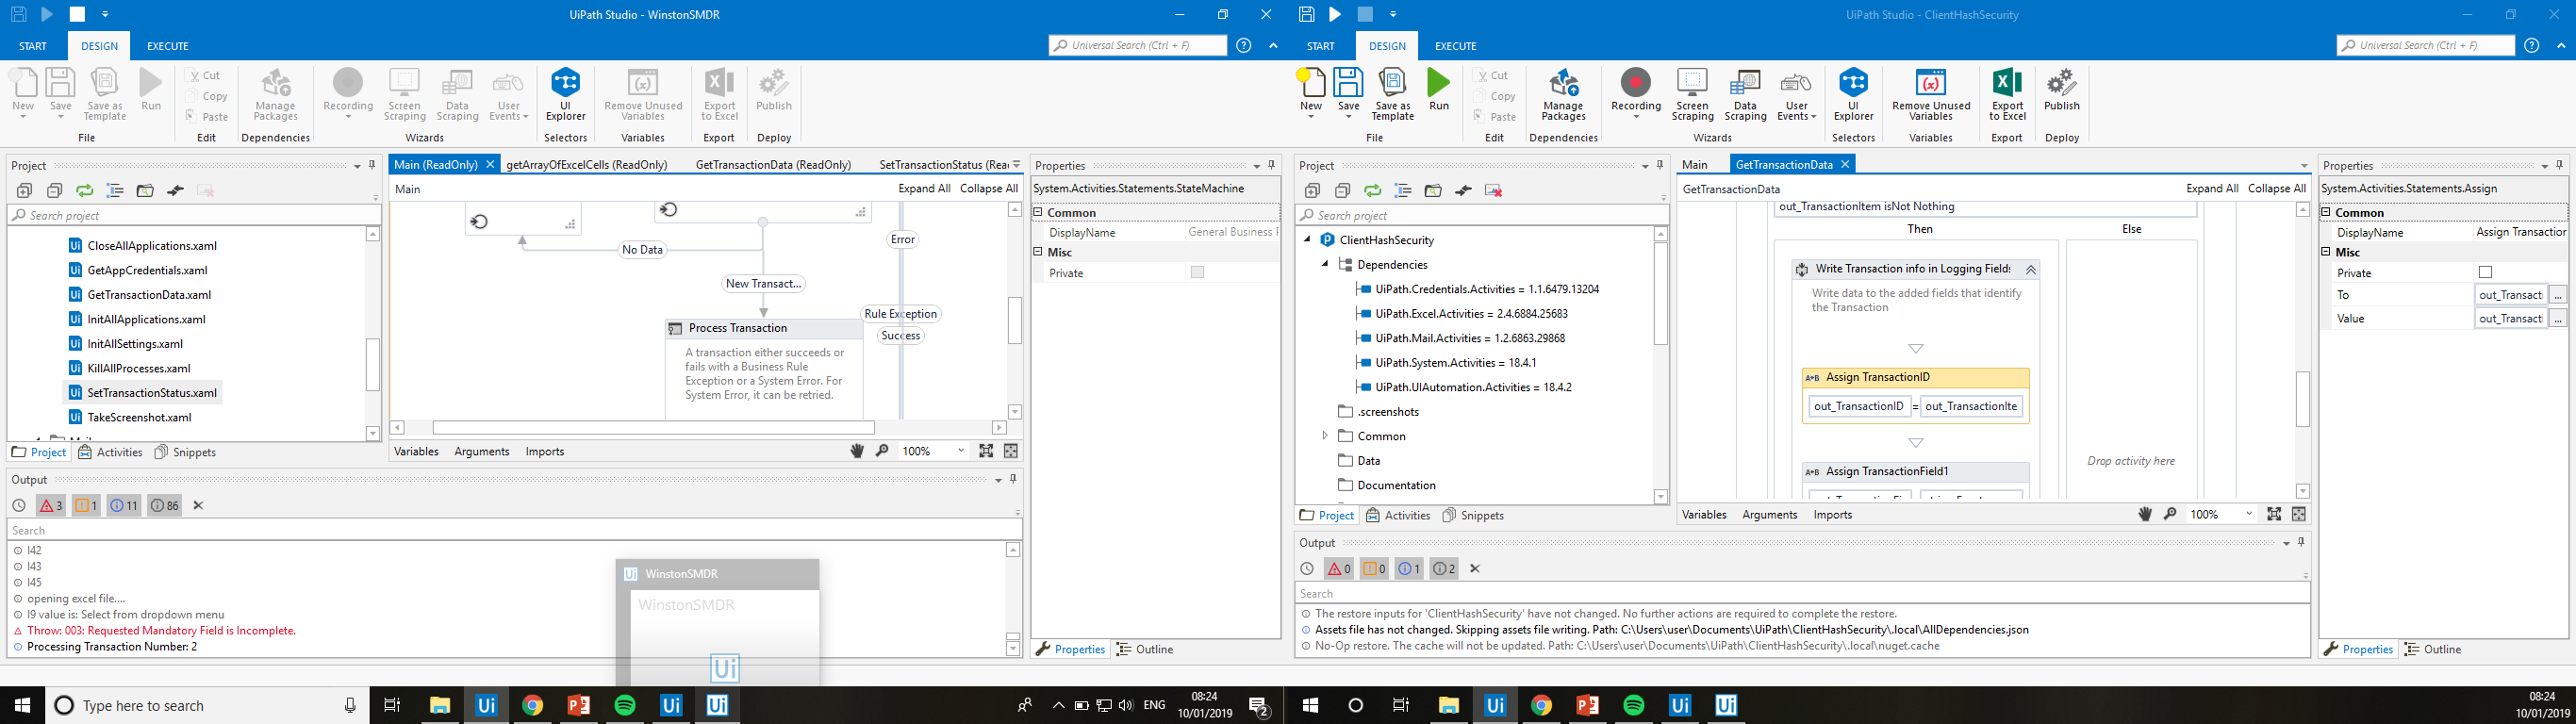 UiPath Studio - WinstonSMDR
START DESIGN EXECUTE
Universal Search (Ctrl + F)
New Save Save as Template Run
Cut
Copy
Paste
Manage Packages
Recording Screen Scraping Data Scraping User Events
UI Explorer
Remove Unused Variables
Export to Excel
Publish
File Edit Dependencies Wizards Selectors Variables Export Deploy
Project
Search project
CloseAllApplications.xaml
GetAppCredentials.xaml
GetTransactionData.xaml
InitAllApplications.xaml
InitAllSettings.xaml
KillAllProcesses.xaml
SetTransactionStatus.xaml
TakeScreenshot.xaml
Project Activities Snippets
Main (ReadOnly) getArrayOfExcelCells (ReadOnly) GetTransactionData (ReadOnly) SetTransactionStatus (Rea
Main
Expand All Collapse All
No Data
Error
New Transact...
Rule Exception
Success
Process Transaction
A transaction either succeeds or
fails with a Business Rule
Exception or a System Error. For
System Error, it can be retried.
Variables Arguments Imports
100%
Properties
System.Activities.Statements.StateMachine
Common
DisplayName General Business P
Misc
Private
Properties Outline
Output
3 1 11 86
Search
I42
I43
I45
opening excel file....
I9 value is: Select from dropdown menu
Throw: 003: Requested Mandatory Field is Incomplete.
Processing Transaction Number: 2
WinstonSMDR
WinstonSMDR
Ui
Type here to search
ENG
08:24
10/01/2019
2
UiPath Studio - ClientHashSecurity
START DESIGN EXECUTE
Universal Search (Ctrl + F)
New Save Save as Template Run
Cut
Copy
Paste
Manage Packages
Recording Screen Scraping Data Scraping User Events
UI Explorer
Remove Unused Variables
Export to Excel
Publish
File Edit Dependencies Wizards Selectors Variables Export Deploy
Project
Search project
ClientHashSecurity
Dependencies
UiPath.Credentials.Activities = 1.1.6479.13204
UiPath.Excel.Activities = 2.4.6884.25683
UiPath.Mail.Activities = 1.2.6863.29868
UiPath.System.Activities = 18.4.1
UiPath.UIAutomation.Activities = 18.4.2
.screenshots
Common
Data
Documentation
Project Activities Snippets
Main GetTransactionData
GetTransactionData
Expand All Collapse All
out_TransactionItem isNot Nothing
Then Else
Write Transaction info in Logging Fields
Write data to the added fields that identify
the Transaction
A+B Assign TransactionID
out_TransactionID = out_TransactionIte
A+B Assign TransactionField1
Drop activity here
Variables Arguments Imports
100%
Properties
System.Activities.Statements.Assign
Common
DisplayName Assign Transaction
Misc
Private
To out_Transacti ...
Value out_Transacti ...
Properties Outline
Output
0 0 1 2
Search
The restore inputs for 'ClientHashSecurity' have not changed. No further actions are required to complete the restore.
Assets file has not changed. Skipping assets file writing. Path: C:\Users\user\Documents\UiPath\ClientHashSecurity\.local\AllDependencies.json
No-Op restore. The cache will not be updated. Path: C:\Users\user\Documents\UiPath\ClientHashSecurity\.local\nuget.cache
08:24
10/01/2019